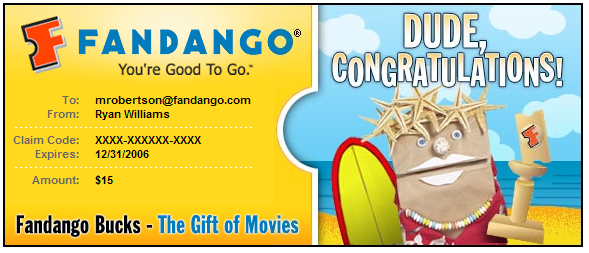 FANDANGO®
You're Good To Go.™
To: mrobertson@fandango.com
From: Ryan Williams
Claim Code: XXXX-XXXXXX-XXXX
Expires: 12/31/2006
Amount: $15
Fandango Bucks - The Gift of Movies
DUDE,
CONGRATULATIONS!